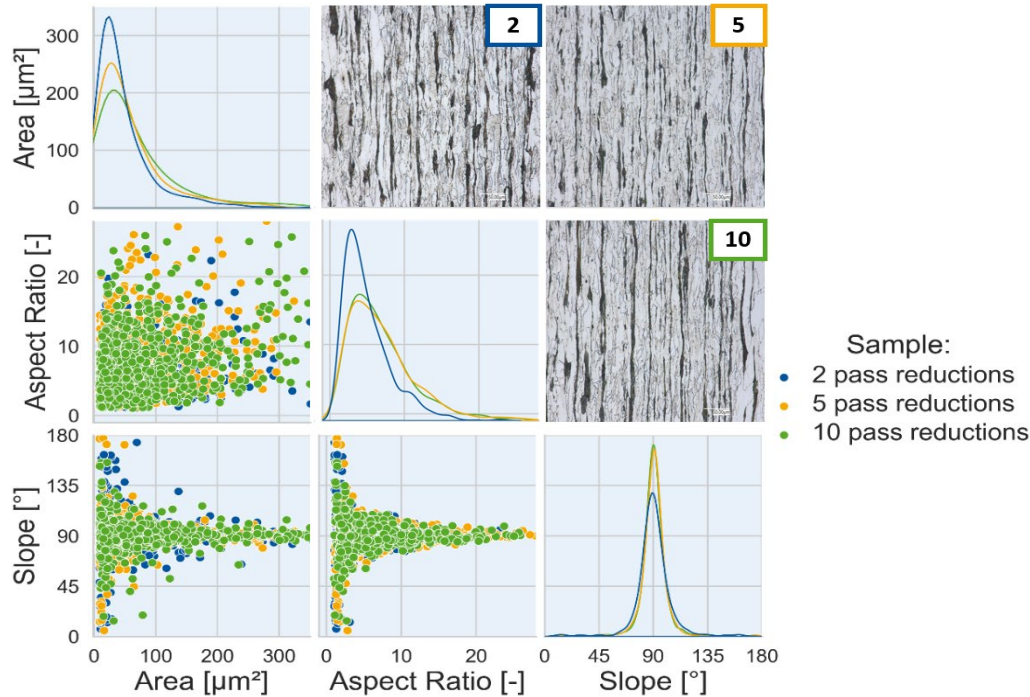 Area [µm²]
300
200
100
0
2
5
Aspect Ratio [-]
20
10
0
10
Slope [°]
180
135
90
45
0
0 100 200 300
Area [µm²]
0 10 20
Aspect Ratio [-]
0 45 90 135 180
Slope [°]
Sample:
2 pass reductions
5 pass reductions
10 pass reductions